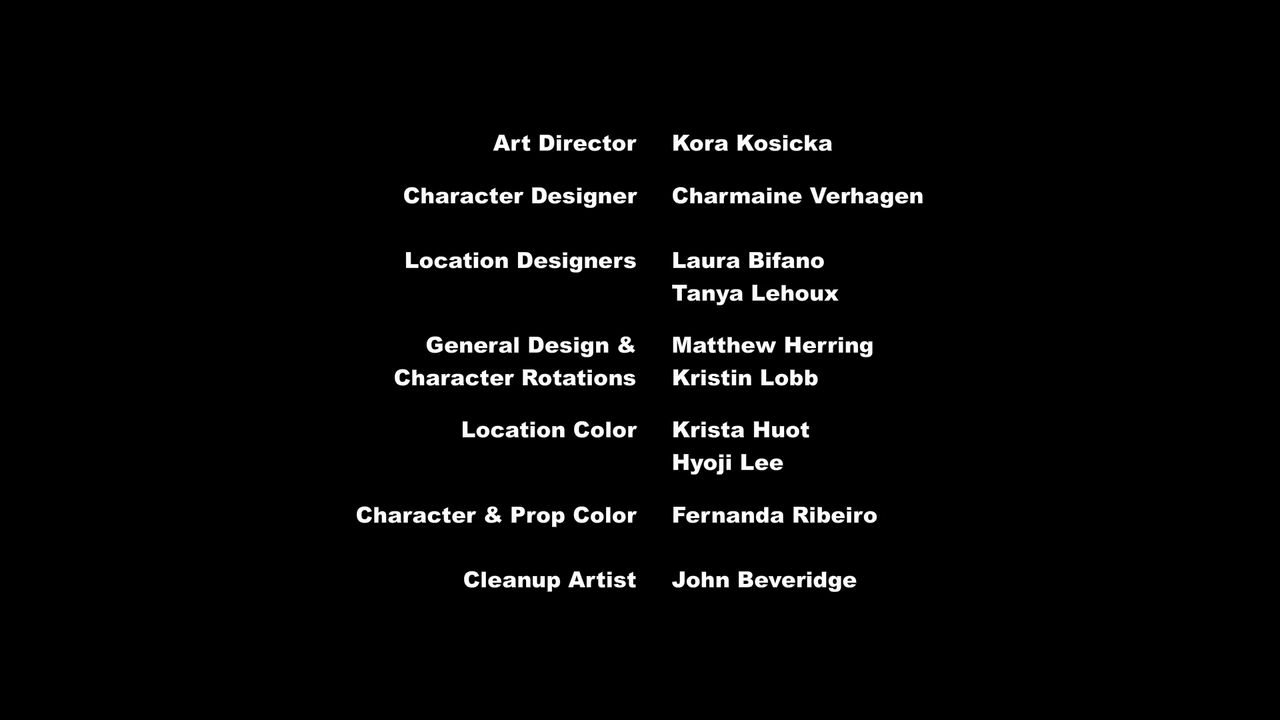 Art Director Kora Kosicka
Character Designer Charmaine Verhagen
Location Designers Laura Bifano
Tanya Lehoux
General Design & Matthew Herring
Character Rotations Kristin Lobb
Location Color Krista Huot
Hyoji Lee
Character & Prop Color Fernanda Ribeiro
Cleanup Artist John Beveridge